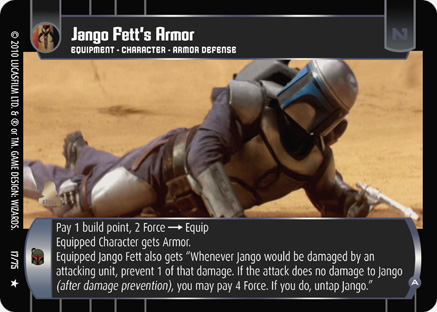 Jango Fett's Armor
EQUIPMENT - CHARACTER - ARMOR DEFENSE
N
© 2010 LUCASFILM LTD. & ® or TM. GAME DESIGN: WIZARDS.
17/75
Pay 1 build point, 2 Force → Equip
Equipped Character gets Armor.
Equipped Jango Fett also gets "Whenever Jango would be damaged by an
attacking unit, prevent 1 of that damage. If the attack does no damage to Jango
(after damage prevention), you may pay 4 Force. If you do, untap Jango."
A